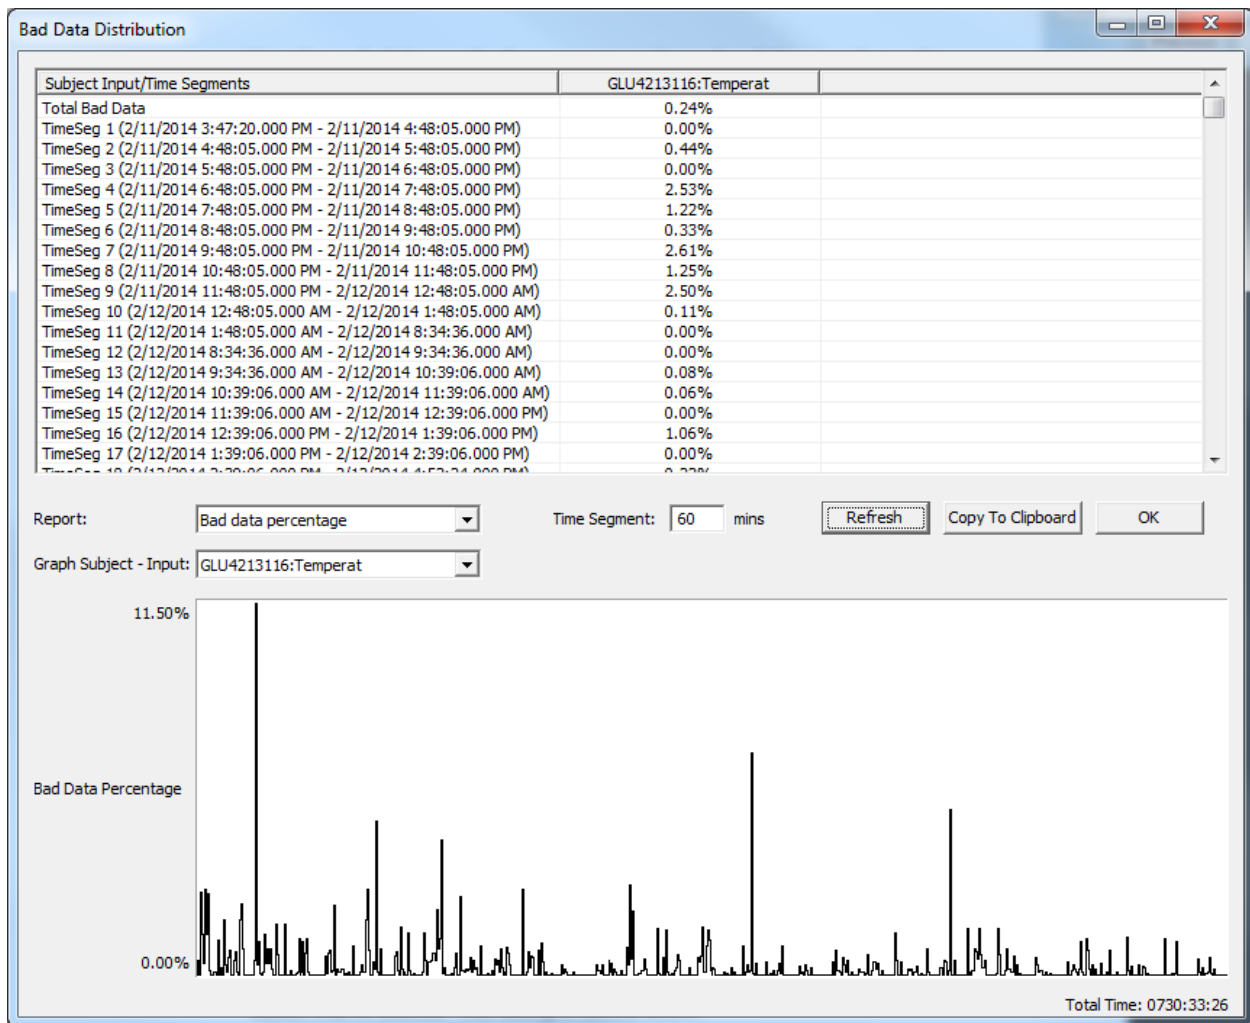 Bad Data Distribution
Subject Input/Time Segments GLU4213116:Temperat
Total Bad Data 0.24%
TimeSeg 1 (2/11/2014 3:47:20.000 PM - 2/11/2014 4:48:05.000 PM) 0.00%
TimeSeg 2 (2/11/2014 4:48:05.000 PM - 2/11/2014 5:48:05.000 PM) 0.44%
TimeSeg 3 (2/11/2014 5:48:05.000 PM - 2/11/2014 6:48:05.000 PM) 0.00%
TimeSeg 4 (2/11/2014 6:48:05.000 PM - 2/11/2014 7:48:05.000 PM) 2.53%
TimeSeg 5 (2/11/2014 7:48:05.000 PM - 2/11/2014 8:48:05.000 PM) 1.22%
TimeSeg 6 (2/11/2014 8:48:05.000 PM - 2/11/2014 9:48:05.000 PM) 0.33%
TimeSeg 7 (2/11/2014 9:48:05.000 PM - 2/11/2014 10:48:05.000 PM) 2.61%
TimeSeg 8 (2/11/2014 10:48:05.000 PM - 2/11/2014 11:48:05.000 PM) 1.25%
TimeSeg 9 (2/11/2014 11:48:05.000 PM - 2/12/2014 12:48:05.000 AM) 2.50%
TimeSeg 10 (2/12/2014 12:48:05.000 AM - 2/12/2014 1:48:05.000 AM) 0.11%
TimeSeg 11 (2/12/2014 1:48:05.000 AM - 2/12/2014 8:34:36.000 AM) 0.00%
TimeSeg 12 (2/12/2014 8:34:36.000 AM - 2/12/2014 9:34:36.000 AM) 0.00%
TimeSeg 13 (2/12/2014 9:34:36.000 AM - 2/12/2014 10:39:06.000 AM) 0.08%
TimeSeg 14 (2/12/2014 10:39:06.000 AM - 2/12/2014 11:39:06.000 AM) 0.06%
TimeSeg 15 (2/12/2014 11:39:06.000 AM - 2/12/2014 12:39:06.000 PM) 0.00%
TimeSeg 16 (2/12/2014 12:39:06.000 PM - 2/12/2014 1:39:06.000 PM) 1.06%
TimeSeg 17 (2/12/2014 1:39:06.000 PM - 2/12/2014 2:39:06.000 PM) 0.00%
Report: Bad data percentage Time Segment: 60 mins Refresh Copy To Clipboard OK
Graph Subject - Input: GLU4213116:Temperat
11.50%
Bad Data Percentage
0.00%
Total Time: 0730:33:26